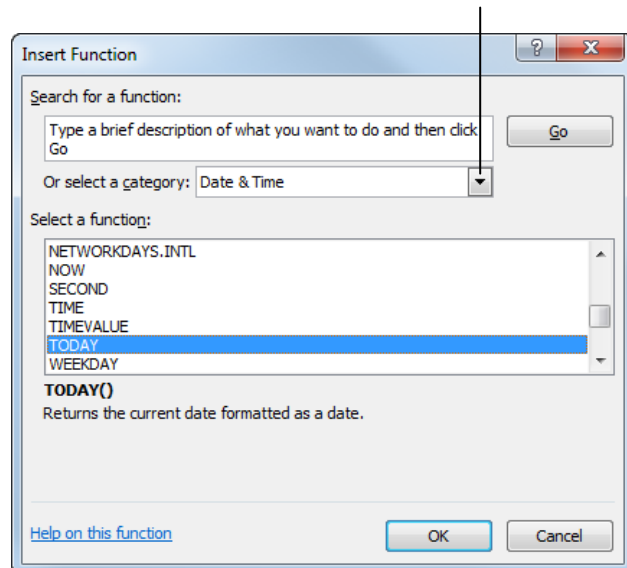 Insert Function
Search for a function:
Type a brief description of what you want to do and then click
Go
Go
Or select a category: Date & Time
Select a function:
NETWORKDAYS.INTL
NOW
SECOND
TIME
TIMEVALUE
TODAY
WEEKDAY
TODAY()
Returns the current date formatted as a date.
Help on this function
OK
Cancel